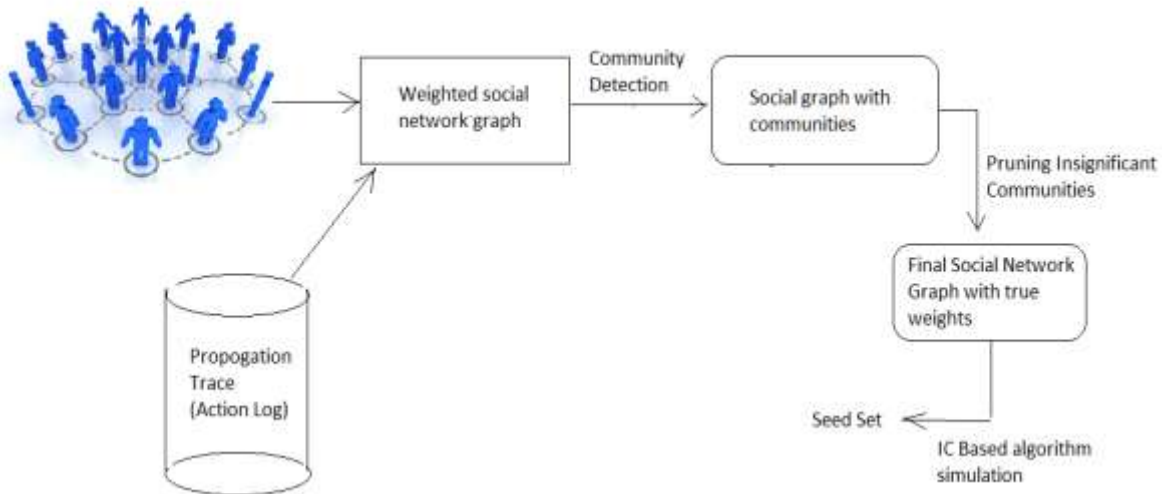 Weighted social
network graph
Community
Detection
Social graph with
communities
Pruning Insignificant
Communities
Final Social Network
Graph with true
weights
Propogation
Trace
(Action Log)
Seed Set
IC Based algorithm
simulation